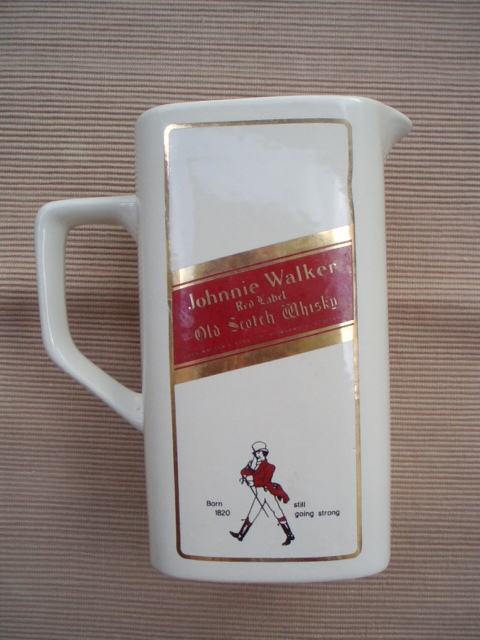 Johnnie Walker
Red Label
Old Scotch Whisky
Born still
1820 going strong